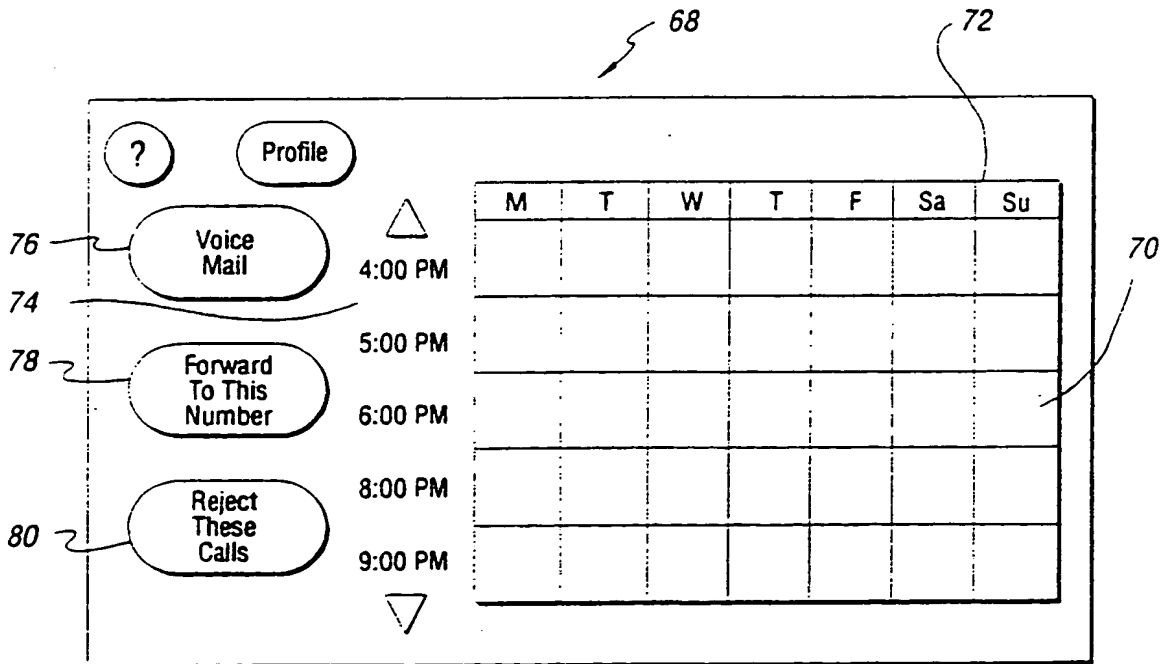 68
72
?
Profile
M T W T F Sa Su
76
Voice
Mail
4:00 PM
70
74
5:00 PM
78
Forward
To This
Number
6:00 PM
8:00 PM
80
Reject
These
Calls
9:00 PM